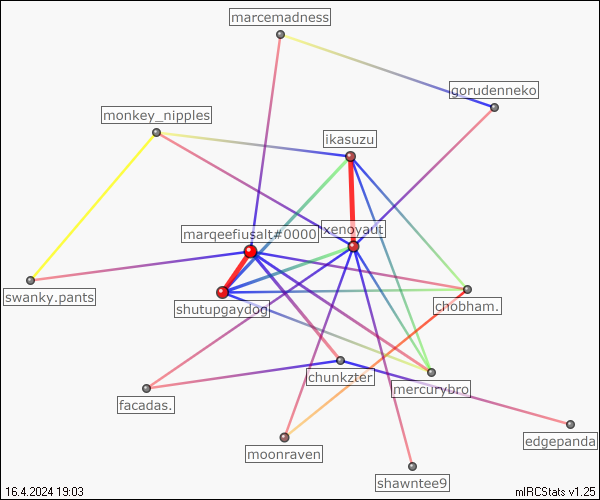 marcemadness
gorudenneko
monkey_nipples
ikasuzu
xenoyaut
marqeefiusalt#0000
swanky.pants
shutupgaydog
chobham.
chunkzter
mercurybro
facadas.
edgepanda
moonraven
shawntee9
16.4.2024 19:03
mIRCStats v1.25